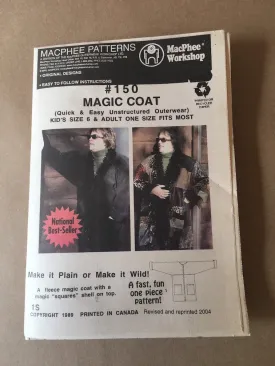 MACPHEE PATTERNS
• ORIGINAL DESIGNS
• EASY TO FOLLOW INSTRUCTIONS
MacPhee
Workshop
#150
MAGIC COAT
(Quick & Easy Unstructured Outerwear)
KID'S SIZE 6 & ADULT ONE SIZE FITS MOST
National
Best-Seller
Make it Plain or Make it Wild!
A fleece magic coat with a
magic "squares" shell on top.
A fast, fun
one piece
pattern!
1S
COPYRIGHT 1989 PRINTED IN CANADA Revised and reprinted 2004